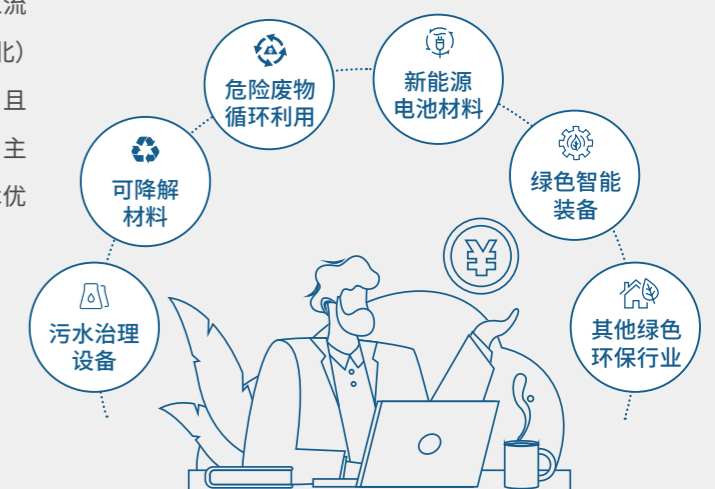 流
北）
且
主
优
危险废物
循环利用
新能源
电池材料
可降解
材料
绿色智能
装备
污水治理
设备
其他绿色
环保行业
¥